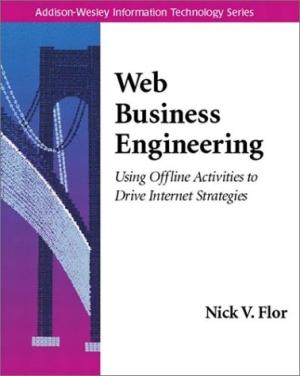 Addison-Wesley Information Technology Series
Web
Business
Engineering
Using Offline Activities to
Drive Internet Strategies
Nick V. Flor